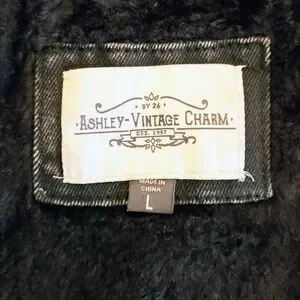 BY 26
ASHLEY-VINTAGE CHARM
EST. 1997
MADE IN
CHINA
L